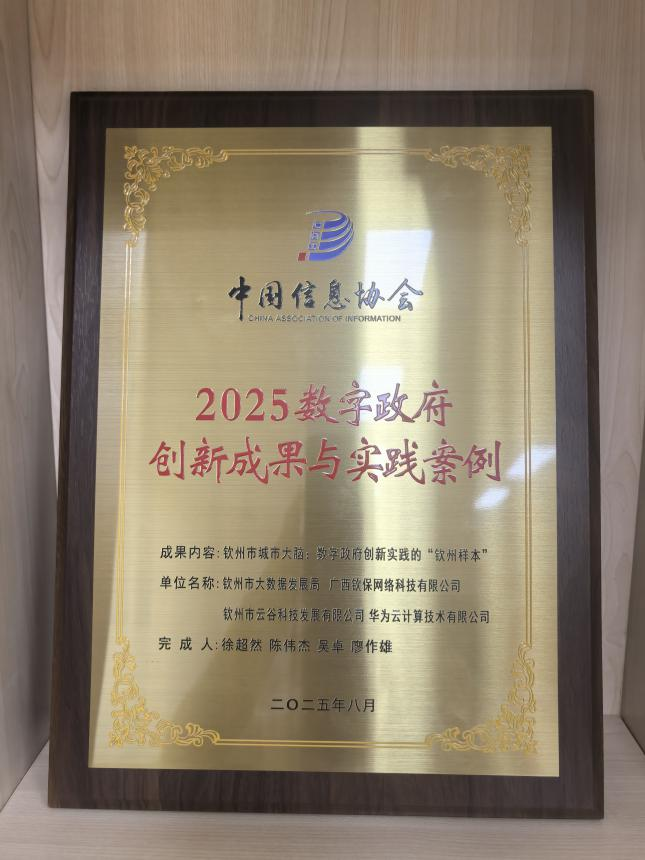 中国信息协会
CHINA ASSOCIATION OF INFORMATION
2025数字政府
创新成果与实践案例
成果内容:钦州市城市大脑：数字政府创新实践的“钦州样本”
单位名称:钦州市大数据发展局 广西钦保网络科技有限公司
钦州市云谷科技发展有限公司 华为云计算技术有限公司
完成人:徐超然 陈伟杰 吴卓 廖作雄
二〇二五年八月